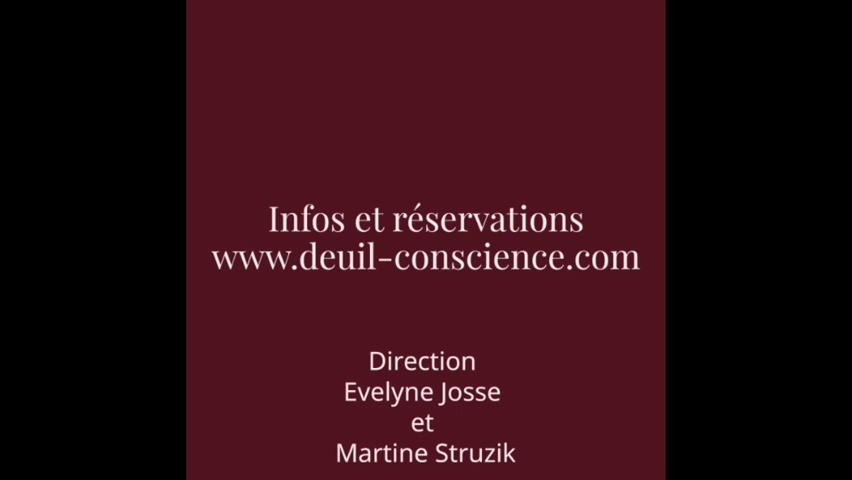 Infos et réservations
www.deuil-conscience.com
Direction
Evelyne Josse
et
Martine Struzik